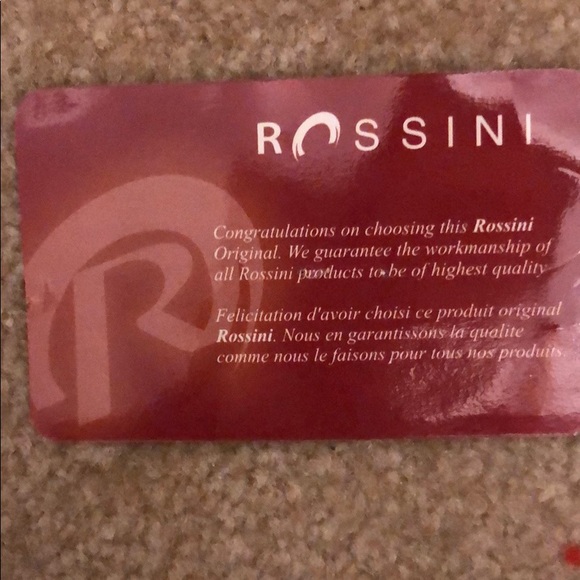 ROSSINI
Congratulations on choosing this Rossini
Original. We guarantee the workmanship of
all Rossini products to be of highest quality
Felicitation d'avoir choisi ce produit original
Rossini. Nous en garantissons la qualite
comme nous le faisons pour tous nos produits
R